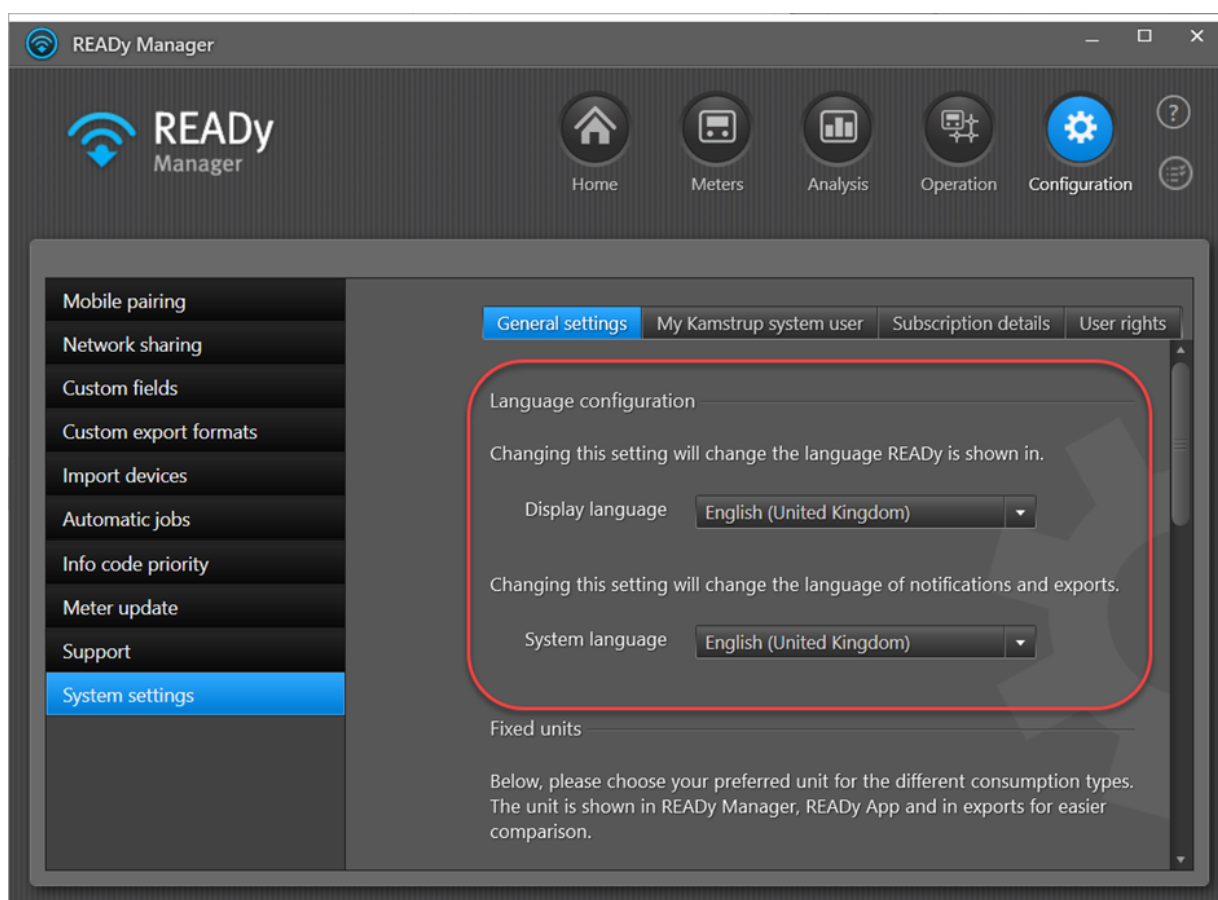 READy Manager
READy
Manager
Home
Meters
Analysis
Operation
Configuration
?
Mobile pairing
Network sharing
Custom fields
Custom export formats
Import devices
Automatic jobs
Info code priority
Meter update
Support
System settings
General settings
My Kamstrup system user
Subscription details
User rights
Language configuration
Changing this setting will change the language READy is shown in.
Display language
English (United Kingdom)
Changing this setting will change the language of notifications and exports.
System language
English (United Kingdom)
Fixed units
Below, please choose your preferred unit for the different consumption types.
The unit is shown in READy Manager, READy App and in exports for easier
comparison.